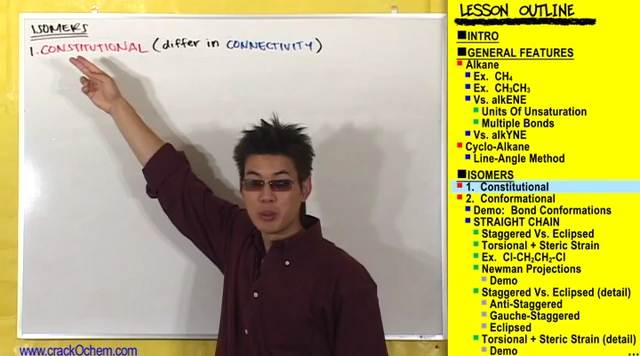 ISOMERS
1. CONSTITUTIONAL (differ in CONNECTIVITY)
www.crackOchem.com
LESSON OUTLINE
INTRO
GENERAL FEATURES
Alkane
Ex. CH4
Ex. CH3CH3
Vs. alkENE
Units Of Unsaturation
Multiple Bonds
Vs. alkYNE
Cyclo-Alkane
Line-Angle Method
ISOMERS
1. Constitutional
2. Conformational
Demo: Bond Conformations
STRAIGHT CHAIN
Staggered Vs. Eclipsed
Torsional + Steric Strain
Ex. Cl-CH2CH2-Cl
Newman Projections
Demo
Staggered Vs. Eclipsed (detail)
Anti-Staggered
Gauche-Staggered
Eclipsed
Torsional + Steric Strain (detail)
Demo ...